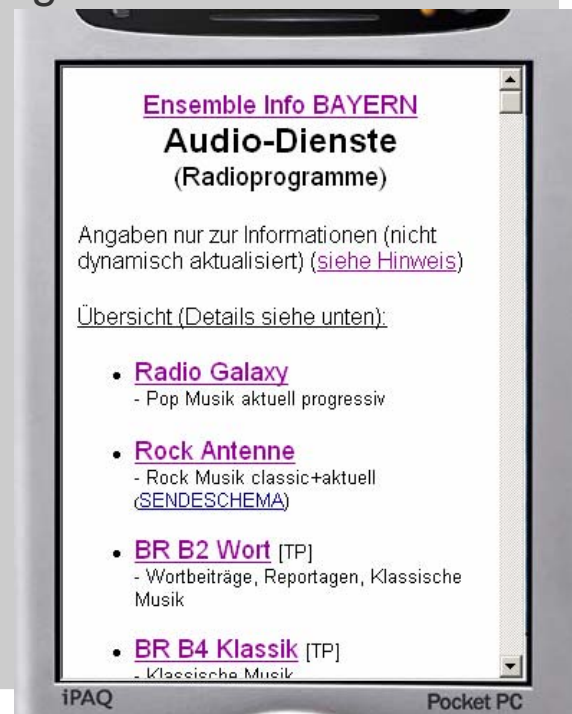 Ensemble Info BAYERN
Audio-Dienste
(Radioprogramme)
Angaben nur zur Informationen (nicht
dynamisch aktualisiert) (siehe Hinweis)
Übersicht (Details siehe unten):
• Radio Galaxy
- Pop Musik aktuell progressiv
• Rock Antenne
- Rock Musik classic+aktuell
(SENDESCHEMA)
• BR B2 Wort [TP]
- Wortbeiträge, Reportagen, Klassische
Musik
• BR B4 Klassik [TP]
- Klassische Musik
iPAQ
Pocket PC